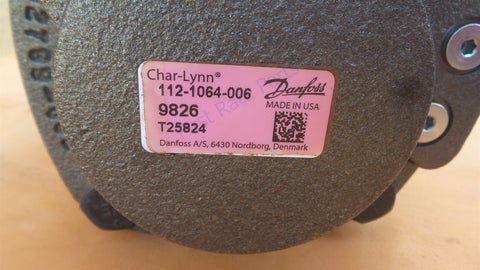 Char-Lynn®
112-1064-006
Danfoss
9826
MADE IN USA
T25824
Danfoss A/S, 6430 Nordborg, Denmark